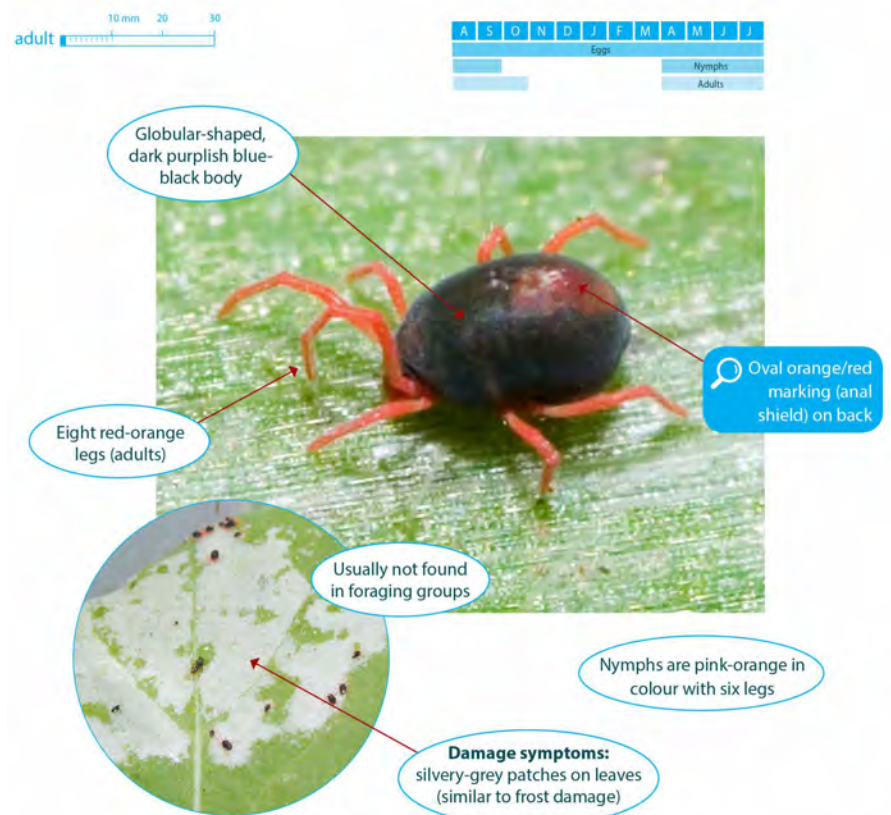 10 mm 20
adult
30
A S O N D J F M A M J J
Eggs
Nymphs
Adults
Globular-shaped,
dark purplish blue-
black body
Oval orange/red
marking (anal
shield) on back
Eight red-orange
legs (adults)
Usually not found
in foraging groups
Nymphs are pink-orange in
colour with six legs
Damage symptoms:
silvery-grey patches on leaves
(similar to frost damage)